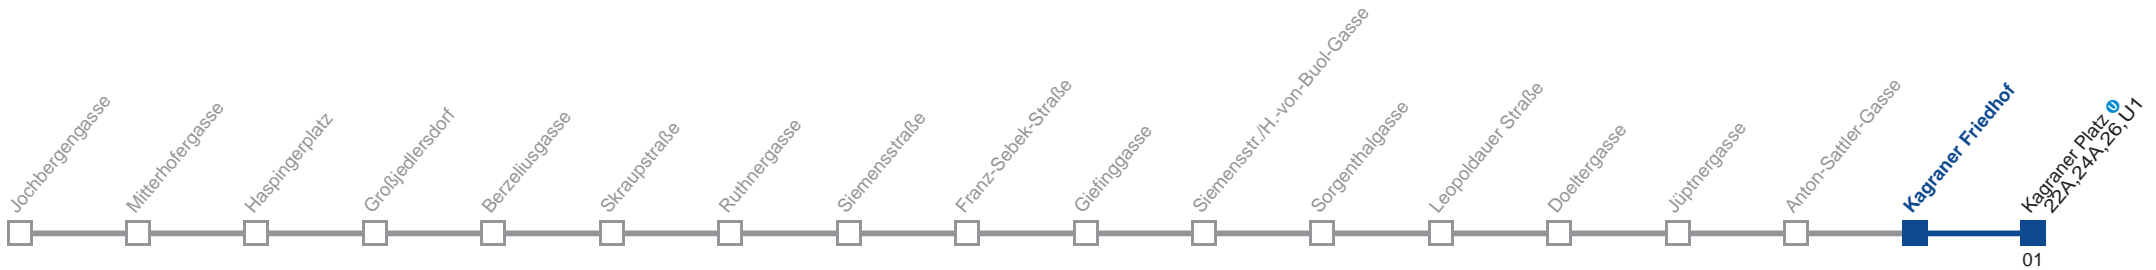 Jochbergengasse
Mitterhofergasse
Haspingerplatz
Großjedlersdorf
Berzeliusgasse
Skraupstraße
Ruthnergasse
Siemensstraße
Franz-Sebek-Straße
Giefinggasse
Siemensstr./H.-von-Buol-Gasse
Sorgenthalgasse
Leopoldauer Straße
Doeltergasse
Jüptnergasse
Anton-Sattler-Gasse
Kagraner Friedhof
Kagraner Platz U
22A,24A,26,U1
01